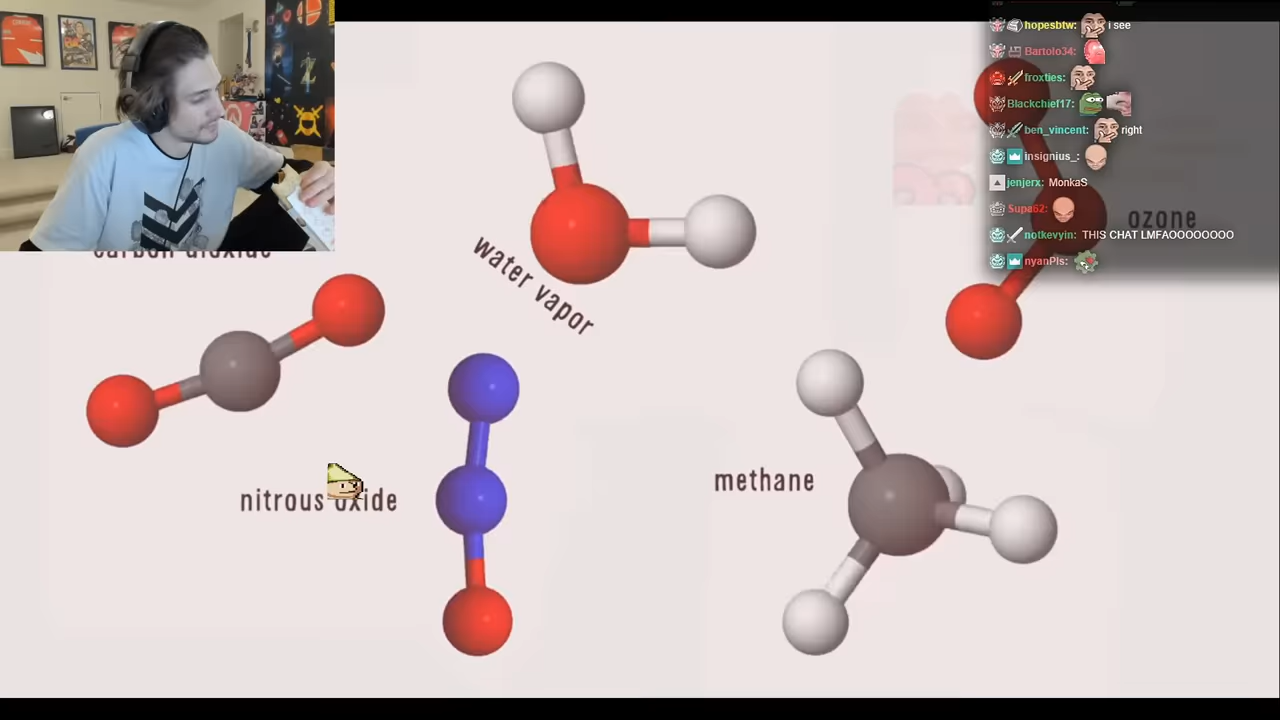 hopesbtw: i see
Bartolo34:
froxties:
Blackchief17:
ben_vincent: right
insignius_:
jenjerx: MonkaS
Supa62:
notkevyin: THIS CHAT LMFAOOOOOOOO
nyanPls:
ozone
carbon dioxide
water vapor
nitrous oxide
methane